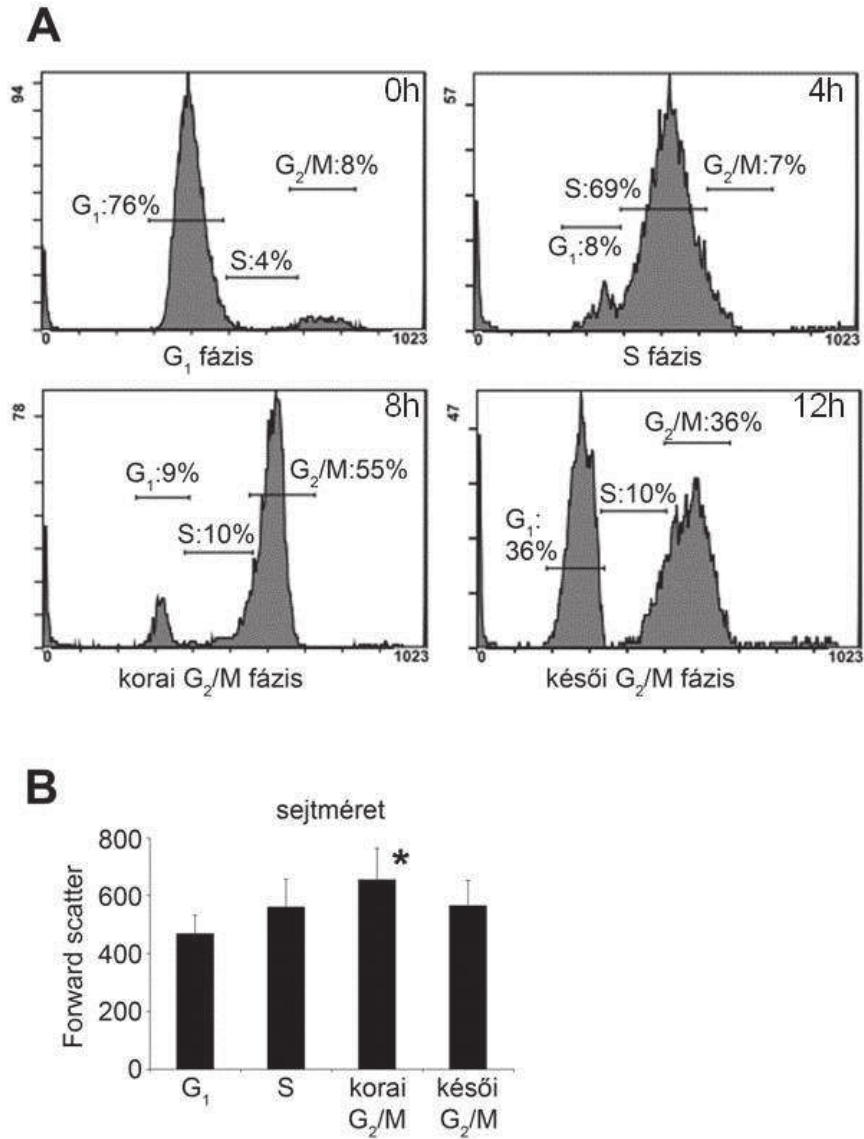 A
94
0h
G₁:76%
G₂/M:8%
S:4%
0
1023
G₁ fázis
57
4h
S:69%
G₂/M:7%
G₁:8%
0
1023
S fázis
78
8h
G₁:9%
G₂/M:55%
S:10%
0
1023
korai G₂/M fázis
47
12h
G₂/M:36%
S:10%
G₁:
36%
0
1023
késői G₂/M fázis
B
sejtméret
Forward scatter
800
600
400
200
0
*
G₁
S
korai
G₂/M
késői
G₂/M